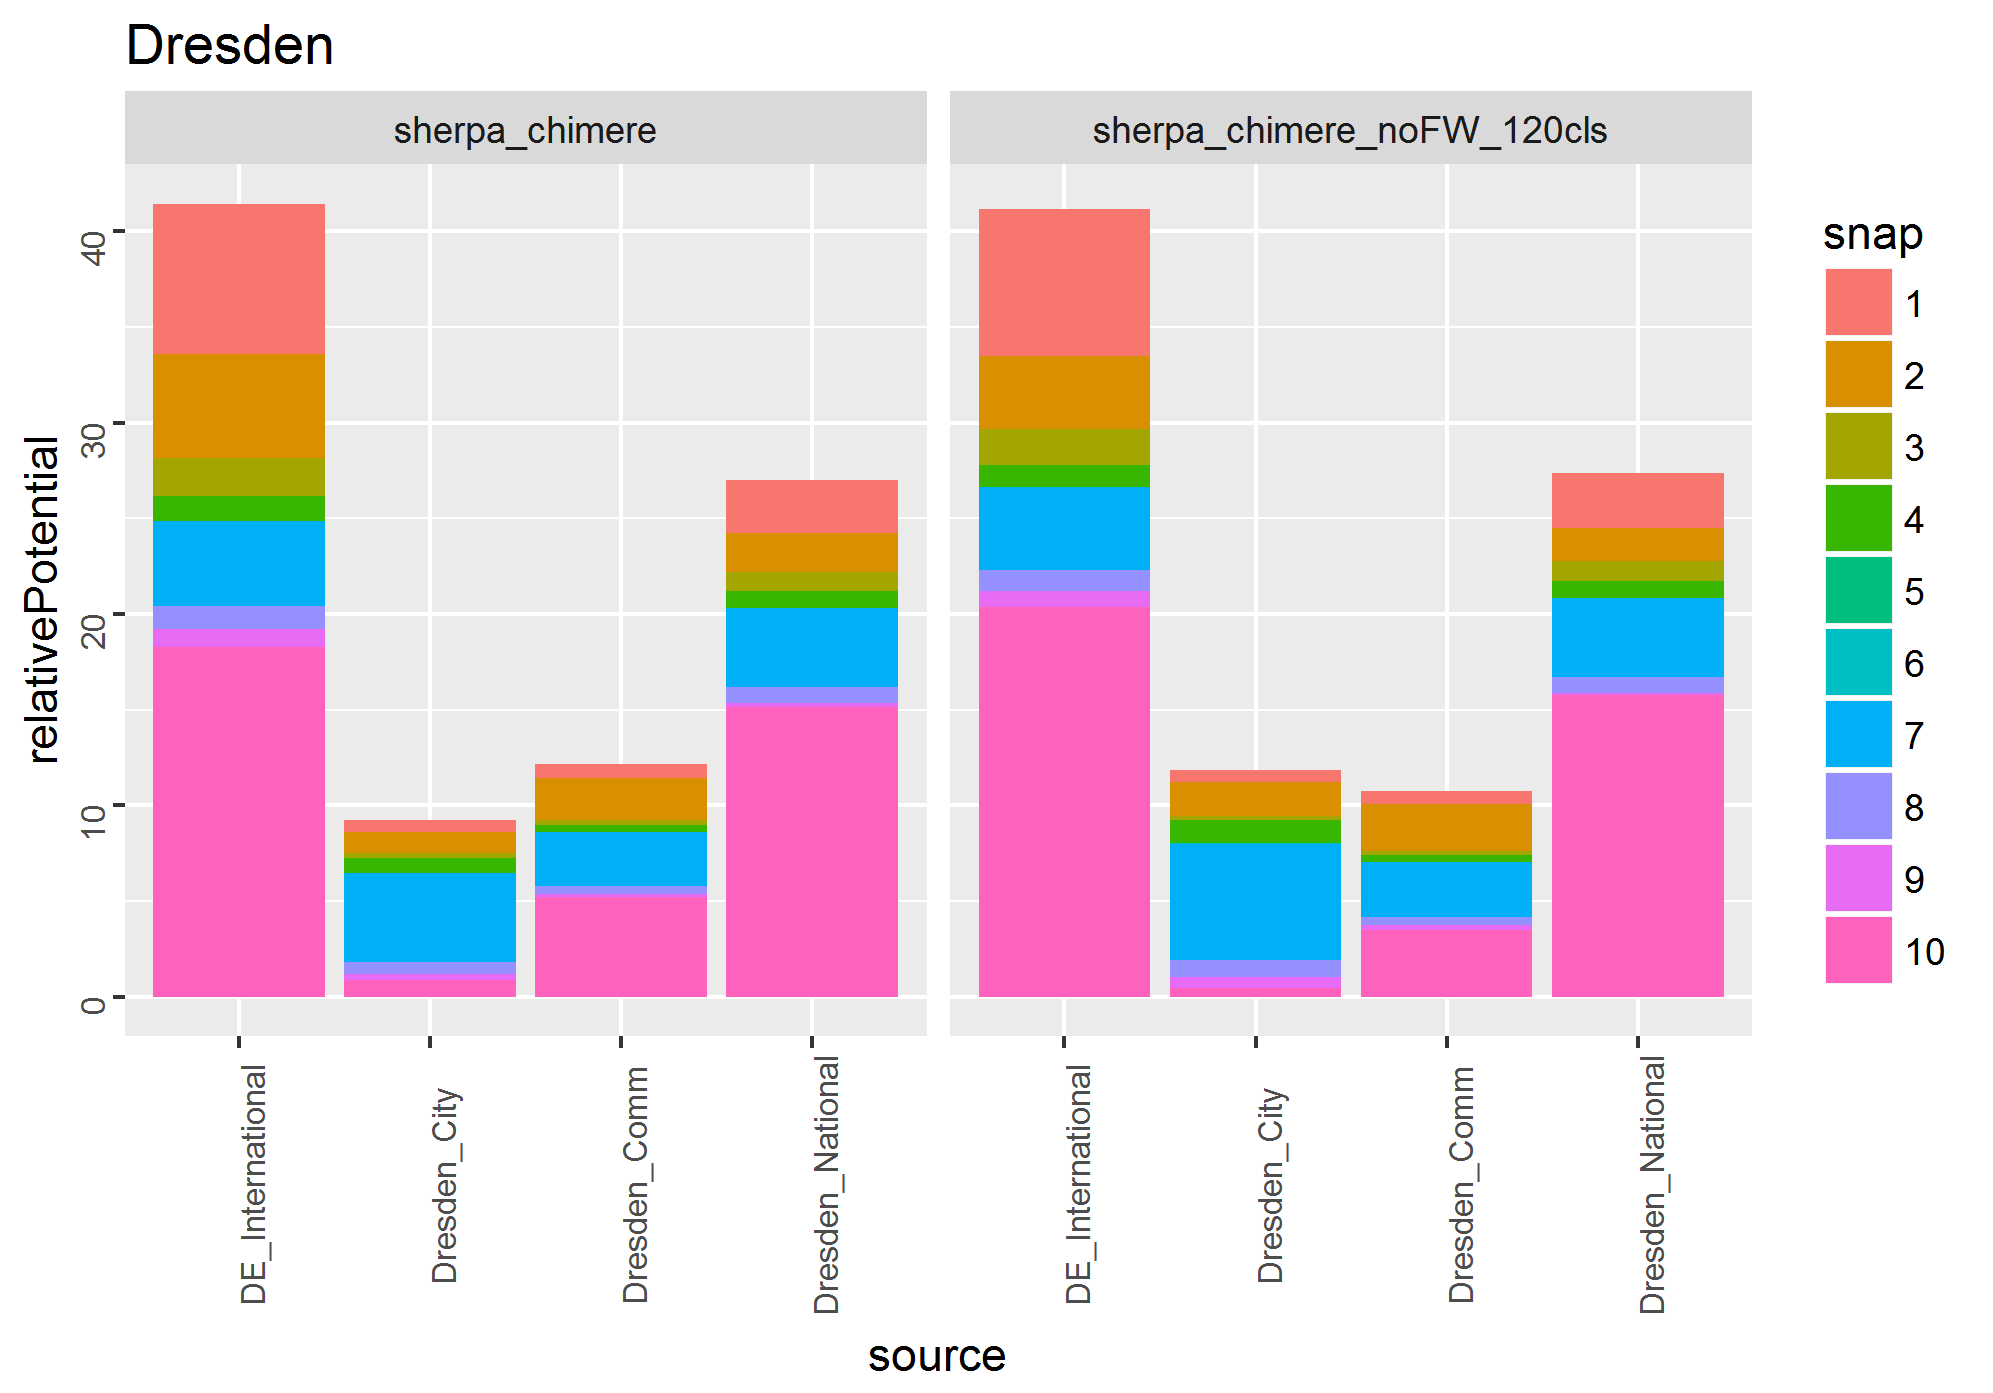 Dresden
sherpa_chimere
sherpa_chimere_noFW_120cls
relativePotential
40
30
20
10
0
DE_International
Dresden_City
Dresden_Comm
Dresden_National
DE_International
Dresden_City
Dresden_Comm
Dresden_National
source
snap
1
2
3
4
5
6
7
8
9
10